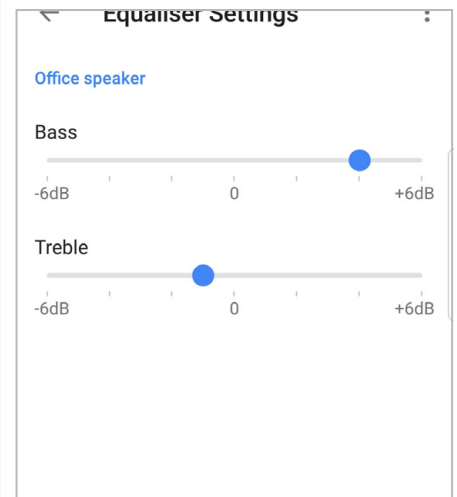 Equaliser Settings
Office speaker
Bass
-6dB 0 +6dB
Treble
-6dB 0 +6dB